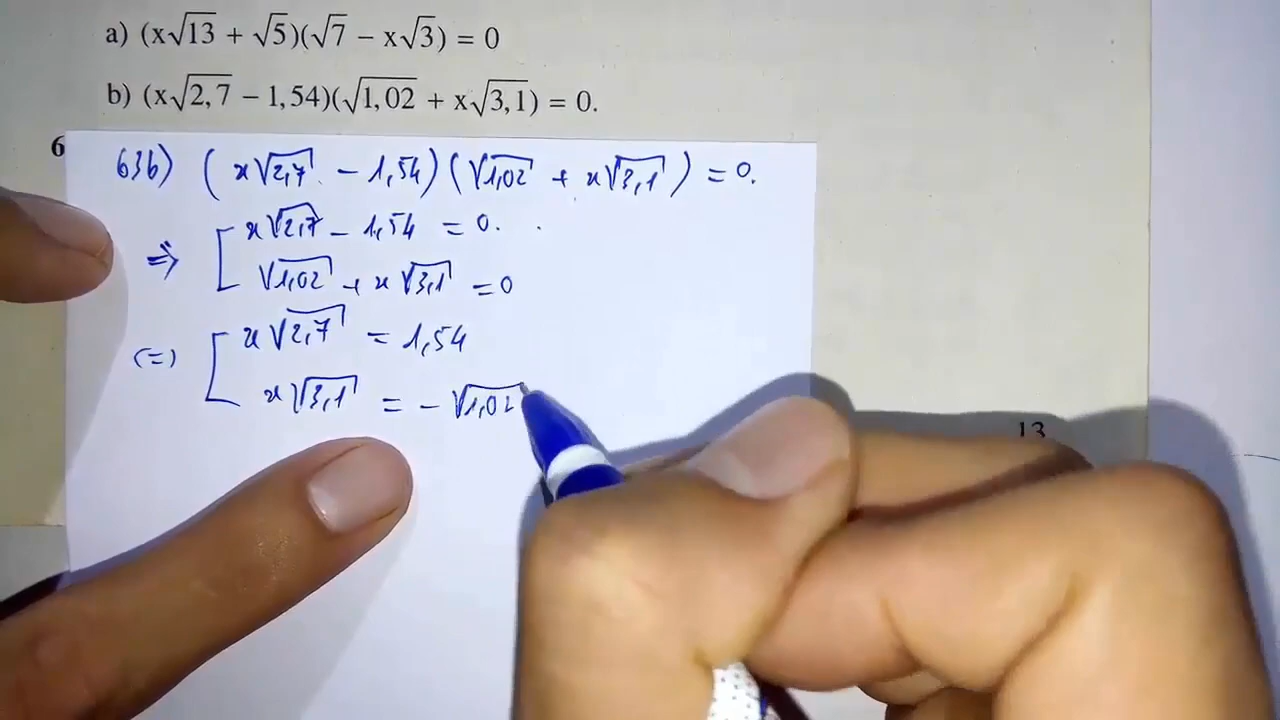 a) (x√13 + √5)(√7 − x√3) = 0
b) (x√2,7 − 1,54)(√1,02 + x√3,1) = 0.
6
63b) (x√2,7 − 1,54)(√1,02 + x√3,1) = 0.
⇒ [ x√2,7 − 1,54 = 0.
√1,02 + x√3,1 = 0
(=) [ x√2,7 = 1,54
x√3,1 = − √1,02
13